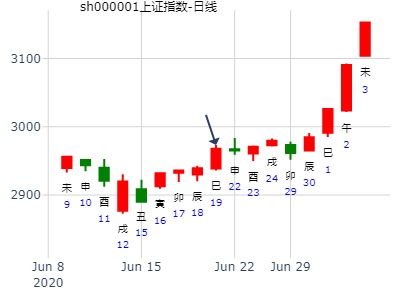 sh000001上证指数-日线
3100
3000
2900
未
9
申
10
酉
11
戌
12
丑
15
寅
16
卯
17
辰
18
巳
19
申
22
酉
23
戌
24
卯
29
辰
30
巳
1
午
2
未
3
Jun 8
2020
Jun 15
Jun 22
Jun 29